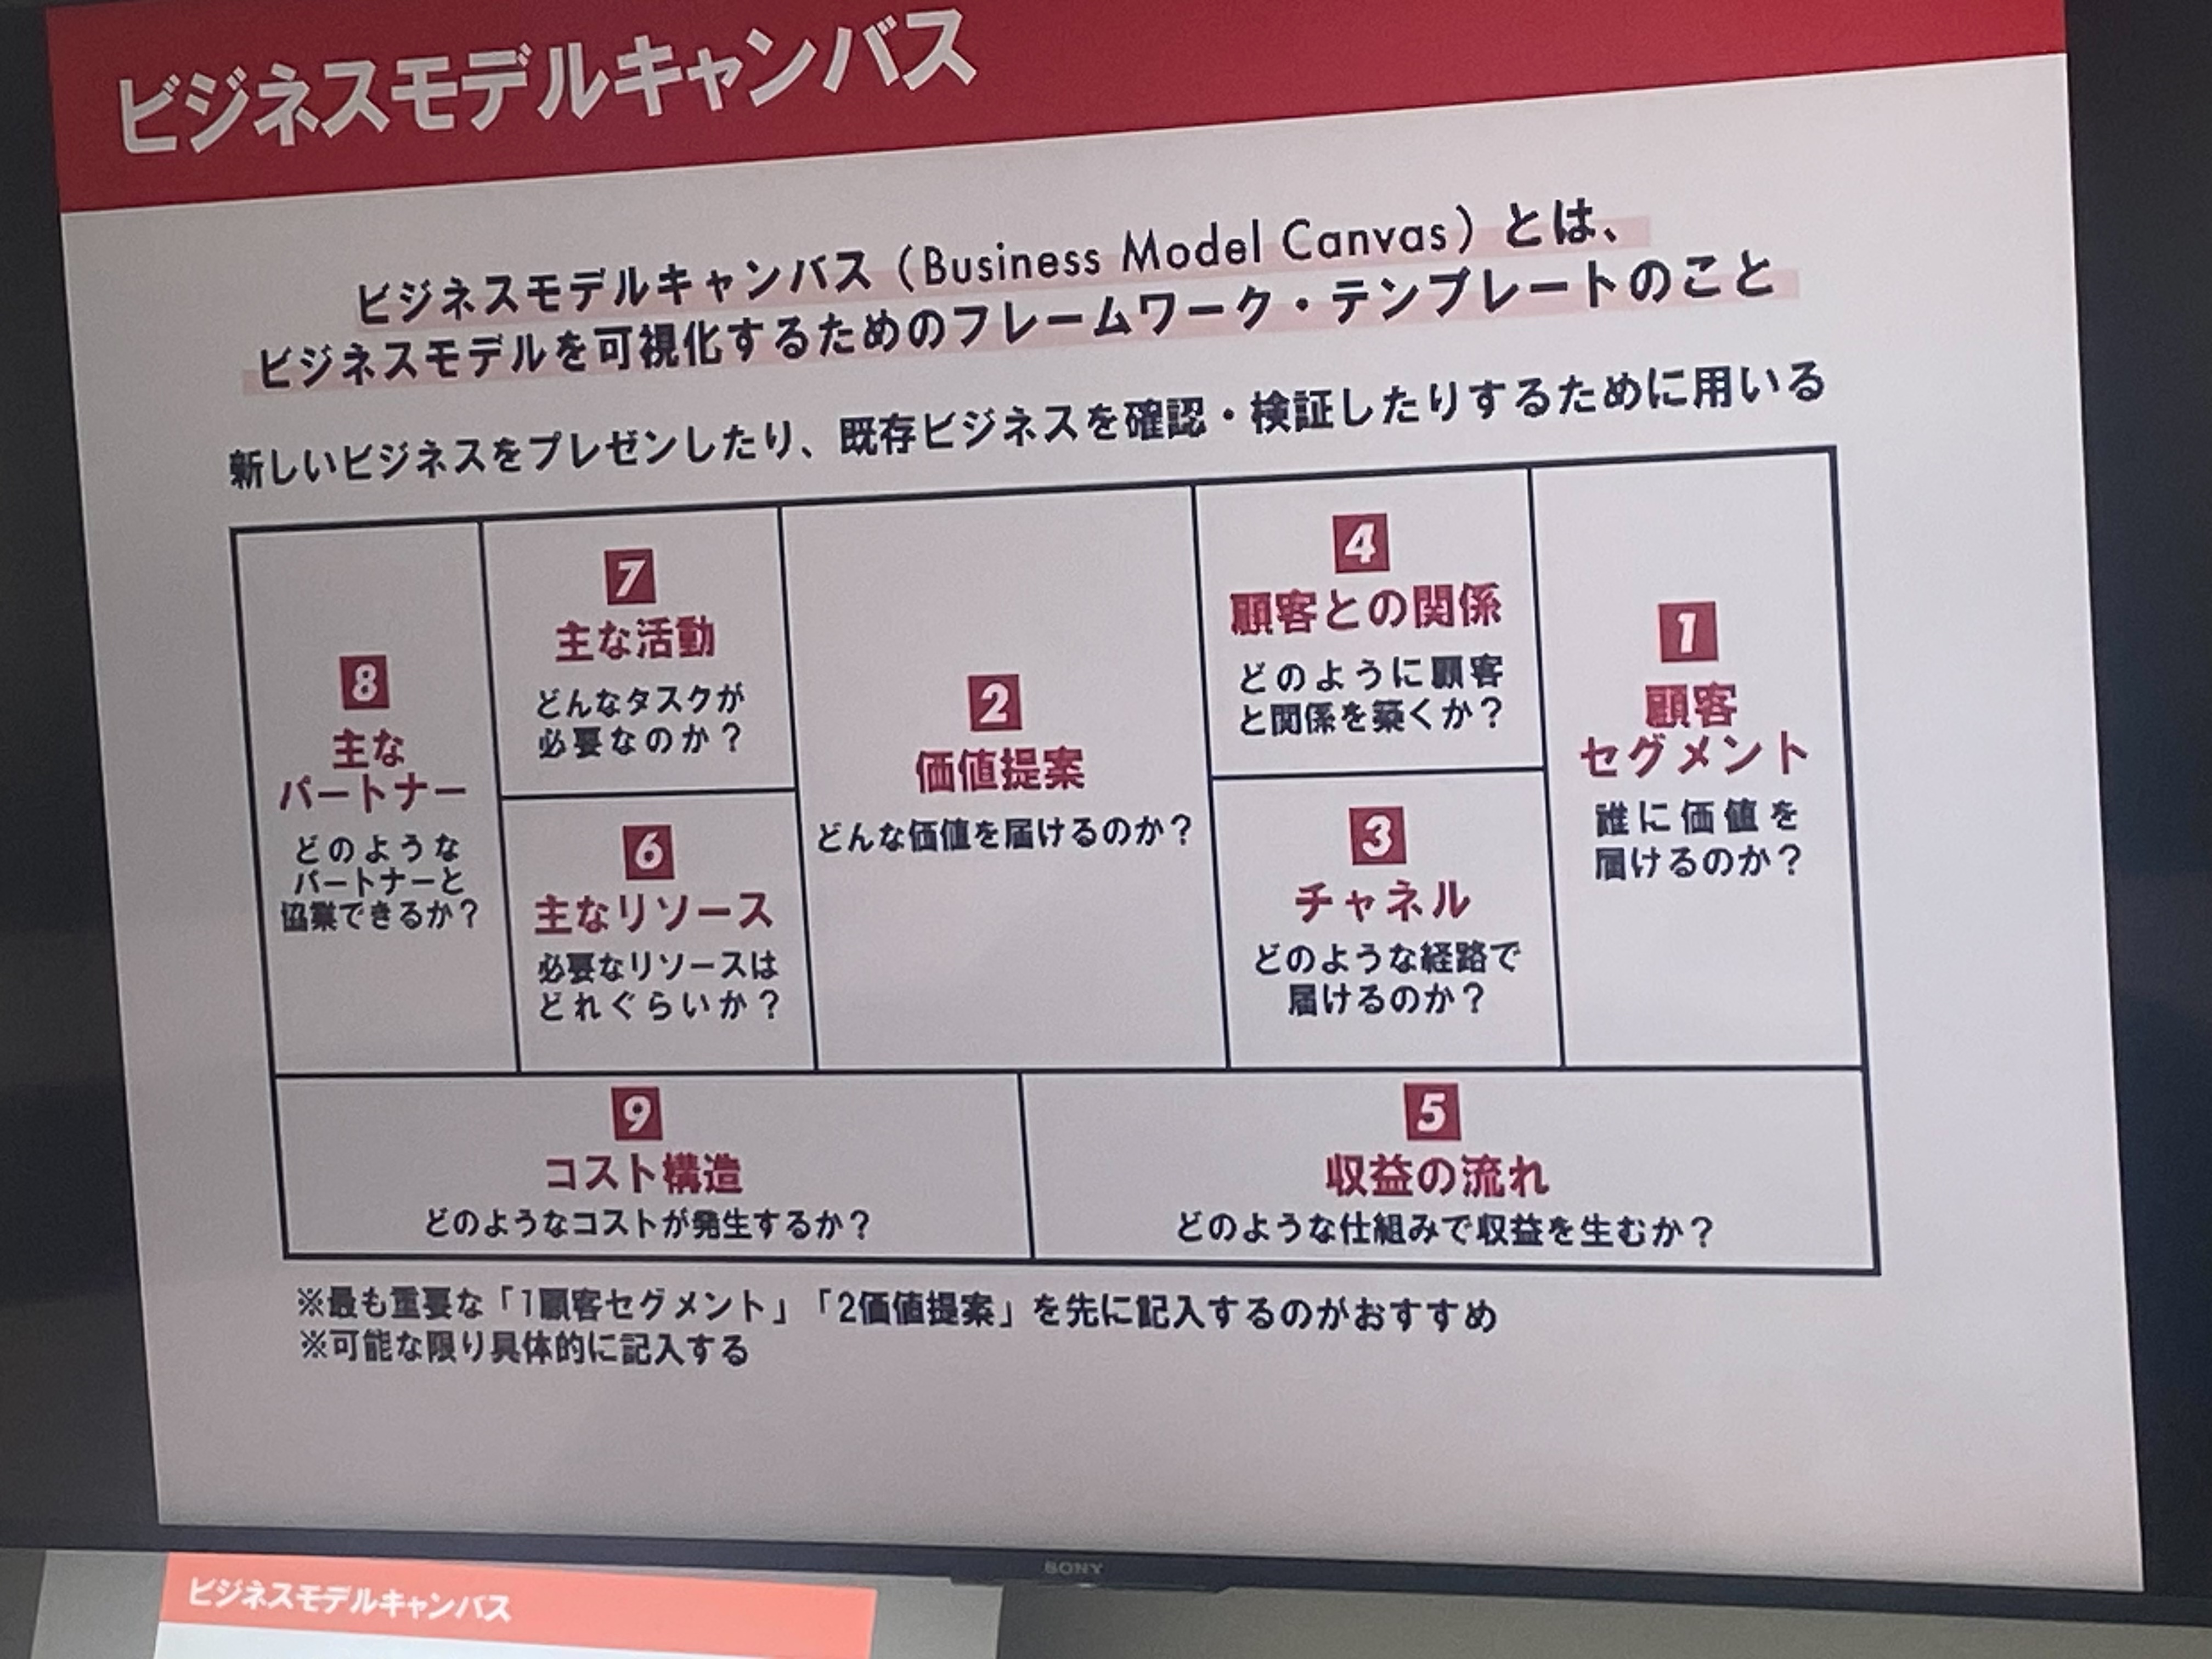 ビジネスモデルキャンバス
ビジネスモデルキャンバス（Business Model Canvas）とは、
ビジネスモデルを可視化するためのフレームワーク・テンプレートのこと
新しいビジネスをプレゼンしたり、既存ビジネスを確認・検証したりするために用いる
8
主な
パートナー
どのような
パートナーと
協業できるか？
7
主な活動
どんなタスクが
必要なのか？
6
主なリソース
必要なリソースは
どれぐらいか？
2
価値提案
どんな価値を届けるのか？
4
顧客との関係
どのように顧客
と関係を築くか？
3
チャネル
どのような経路で
届けるのか？
1
顧客
セグメント
誰に価値を
届けるのか？
9
コスト構造
どのようなコストが発生するか？
5
収益の流れ
どのような仕組みで収益を生むか？
※最も重要な「1顧客セグメント」「2価値提案」を先に記入するのがおすすめ
※可能な限り具体的に記入する
SONY
ビジネスモデルキャンバス